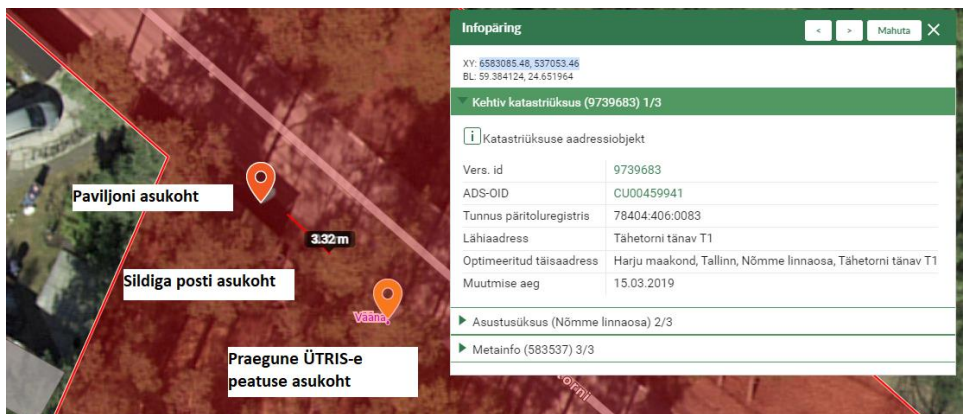 Infopäring
<
>
Mahuta
XY: 6583085.48, 537053.46
BL: 59.384124, 24.651964
Kehtiv katastriüksus (9739683) 1/3
i Katastriüksuse aadressiobjekt
Vers. id 9739683
ADS-OID CU00459941
Tunnus päritoluregistris 78404:406:0083
Lähiaadress Tähetorni tänav T1
Optimeeritud täisaadress Harju maakond, Tallinn, Nõmme linnaosa, Tähetorni tänav T1
Muutmise aeg 15.03.2019
Asustusüksus (Nõmme linnaosa) 2/3
Metainfo (583537) 3/3
Paviljoni asukoht
3.32 m
Sildiga posti asukoht
Vääna
Praegune ÜTRIS-e
peatuse asukoht